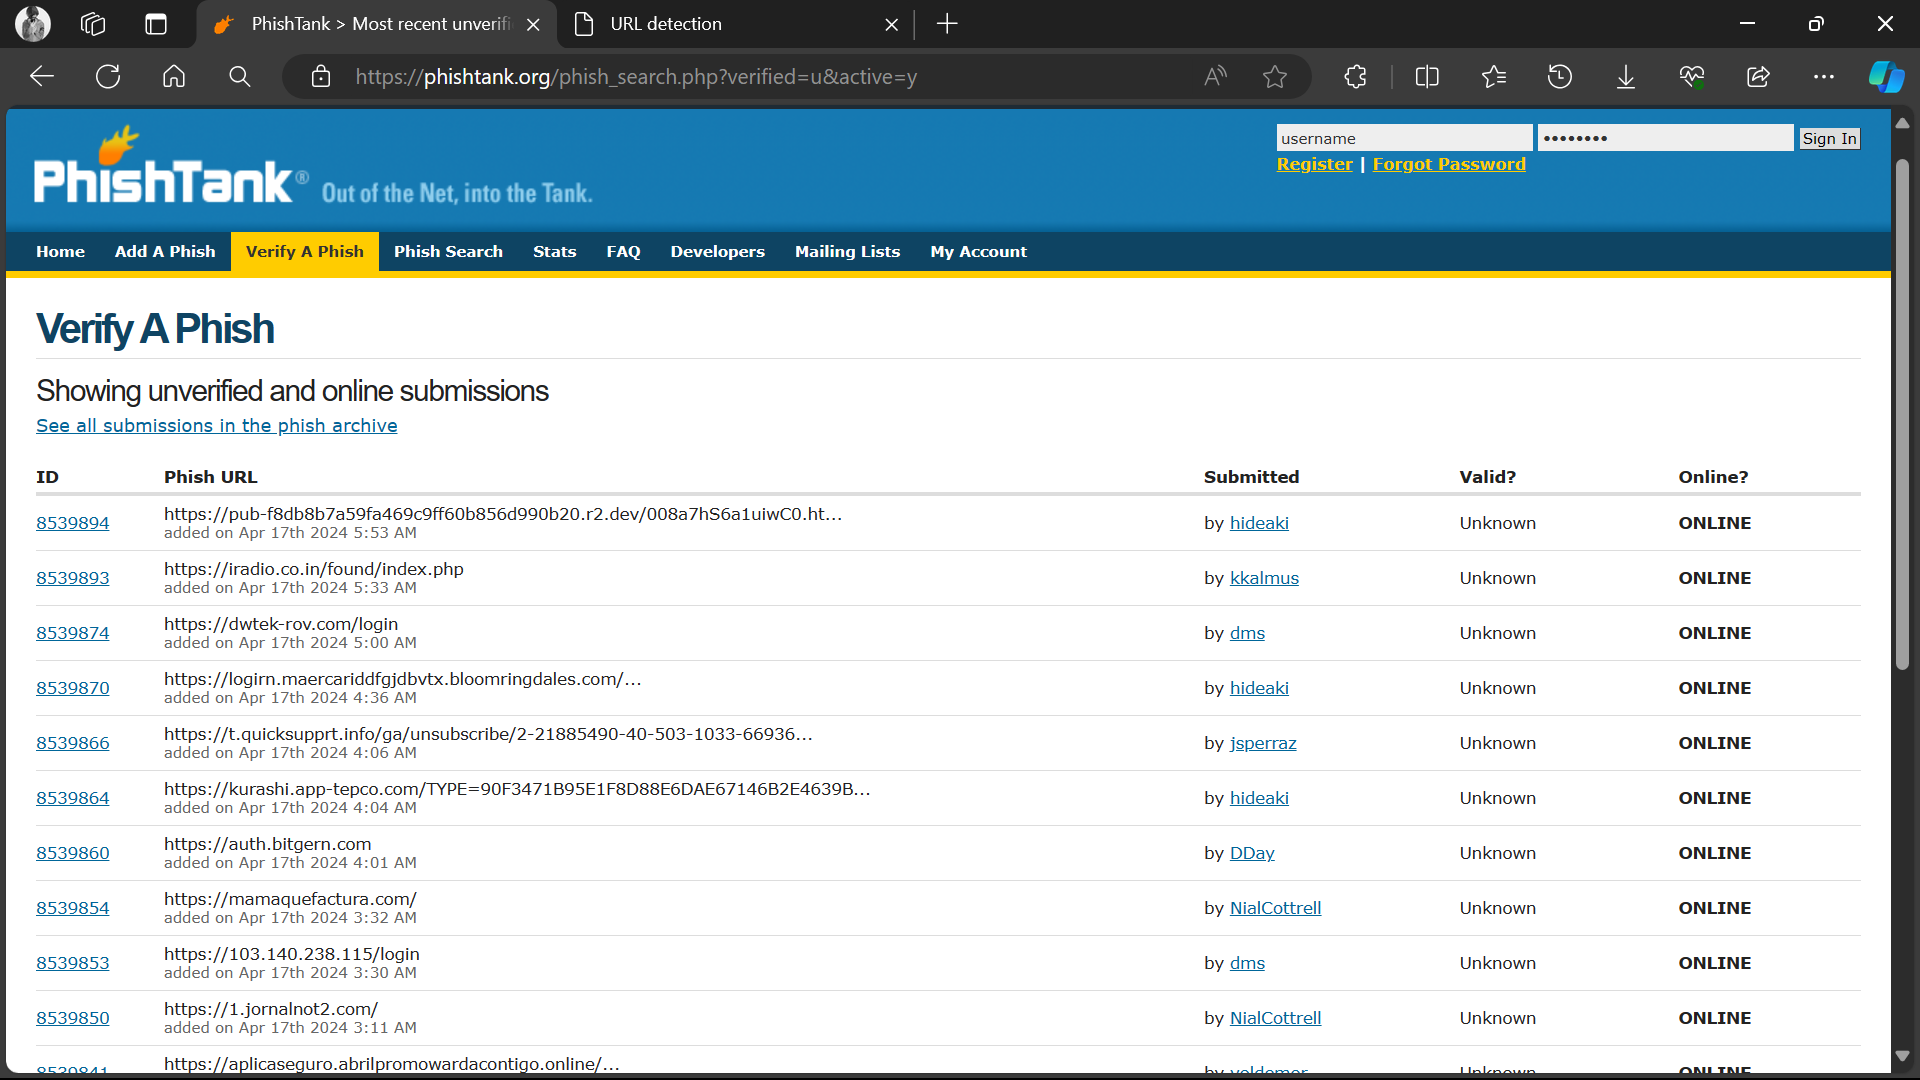 PhishTank > Most recent unverifi
URL detection
https://phishtank.org/phish_search.php?verified=u&active=y
PhishTank® Out of the Net, into the Tank.
username •••••••• Sign In
Register | Forgot Password
Home Add A Phish Verify A Phish Phish Search Stats FAQ Developers Mailing Lists My Account
Verify A Phish
Showing unverified and online submissions
See all submissions in the phish archive
ID Phish URL Submitted Valid? Online?
8539894 https://pub-f8db8b7a59fa469c9ff60b856d990b20.r2.dev/008a7hS6a1uiwC0.ht... by hideaki Unknown ONLINE
added on Apr 17th 2024 5:53 AM
8539893 https://iradio.co.in/found/index.php by kkalmus Unknown ONLINE
added on Apr 17th 2024 5:33 AM
8539874 https://dwtek-rov.com/login by dms Unknown ONLINE
added on Apr 17th 2024 5:00 AM
8539870 https://logirn.maercariddfgjdbvtx.bloomringdales.com/... by hideaki Unknown ONLINE
added on Apr 17th 2024 4:36 AM
8539866 https://t.quicksupprt.info/ga/unsubscribe/2-21885490-40-503-1033-66936... by jsperraz Unknown ONLINE
added on Apr 17th 2024 4:06 AM
8539864 https://kurashi.app-tepco.com/TYPE=90F3471B95E1F8D88E6DAE67146B2E4639B... by hideaki Unknown ONLINE
added on Apr 17th 2024 4:04 AM
8539860 https://auth.bitgern.com by DDay Unknown ONLINE
added on Apr 17th 2024 4:01 AM
8539854 https://mamaquefactura.com/ by NialCottrell Unknown ONLINE
added on Apr 17th 2024 3:32 AM
8539853 https://103.140.238.115/login by dms Unknown ONLINE
added on Apr 17th 2024 3:30 AM
8539850 https://1.jornalnot2.com/ by NialCottrell Unknown ONLINE
added on Apr 17th 2024 3:11 AM
8539841 https://aplicaseguro.abrilpromowardacontigo.online/... by voldemor Unknown ONLINE